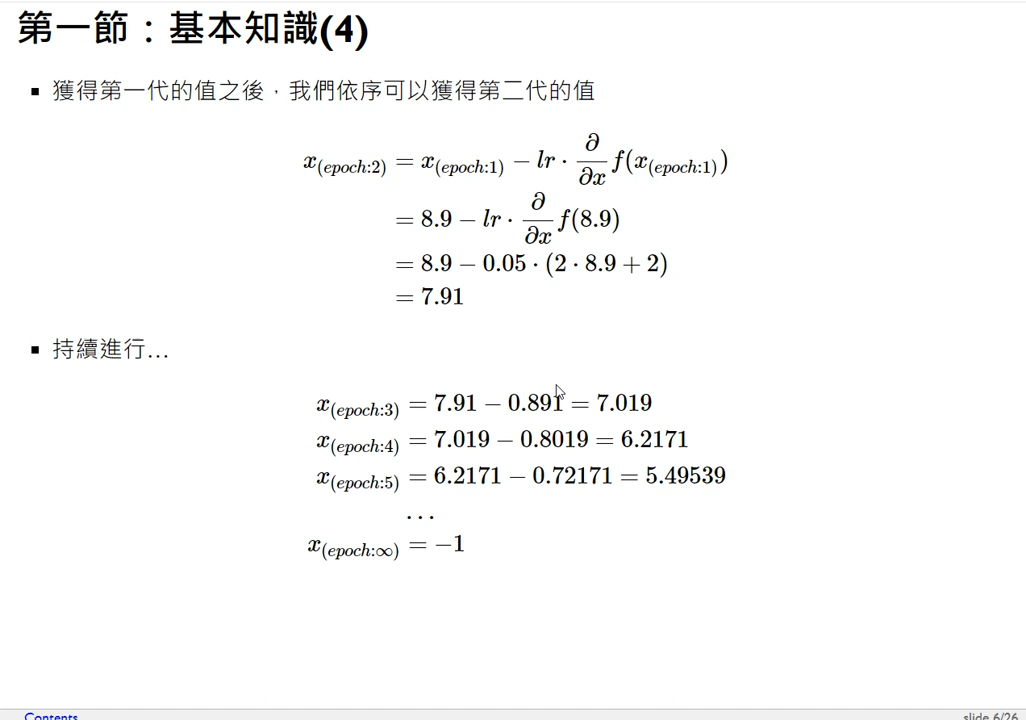 第一節：基本知識(4)
▪ 獲得第一代的值之後，我們依序可以獲得第二代的值
x_(epoch:2) = x_(epoch:1) − lr · ∂/∂x f(x_(epoch:1))
= 8.9 − lr · ∂/∂x f(8.9)
= 8.9 − 0.05 · (2 · 8.9 + 2)
= 7.91
▪ 持續進行…
x_(epoch:3) = 7.91 − 0.891 = 7.019
x_(epoch:4) = 7.019 − 0.8019 = 6.2171
x_(epoch:5) = 6.2171 − 0.72171 = 5.49539
…
x_(epoch:∞) = −1
Contents
slide 6/26